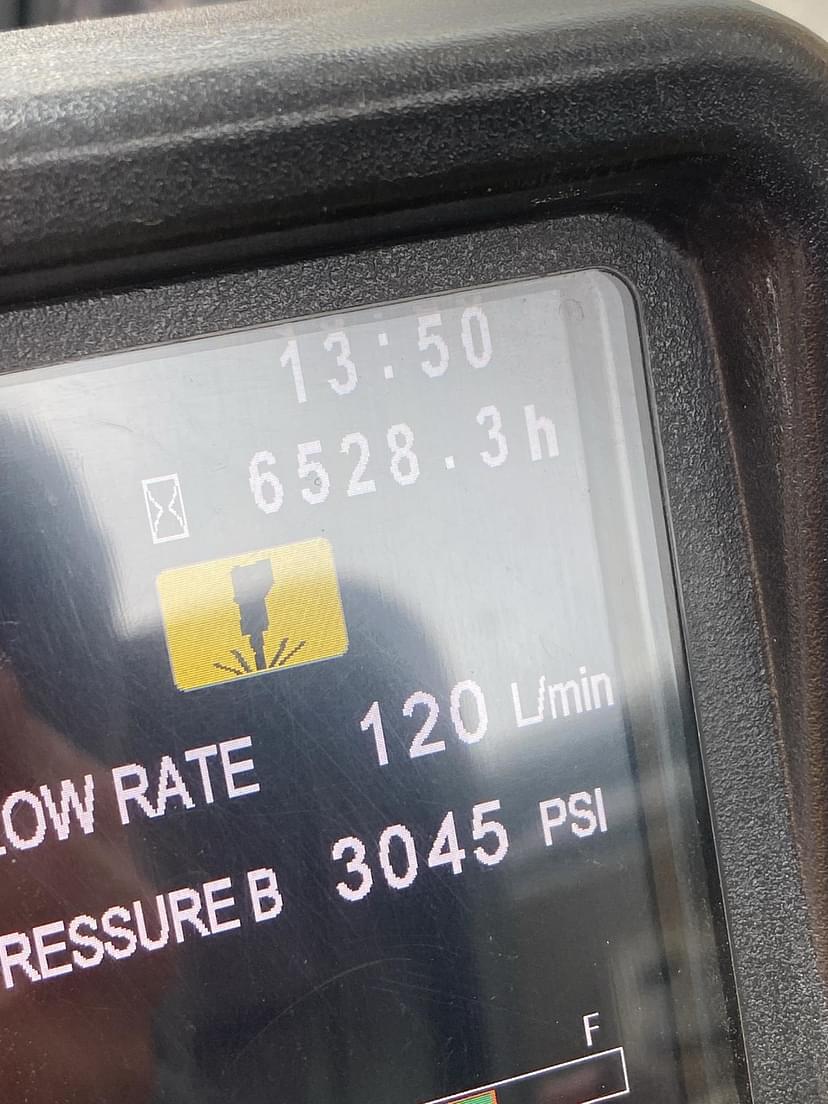 13:50
6528.3h
LOW RATE 120 L/min
RESSURE B 3045 PSI
F